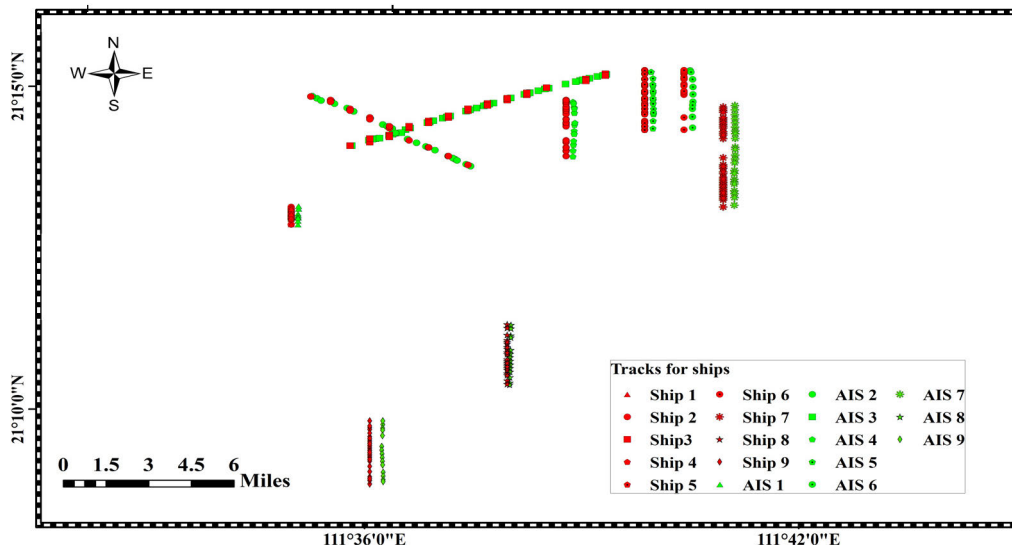 N
W E
S
21°15'0"N
21°10'0"N
0 1.5 3 4.5 6
Miles
111°36'0"E
111°42'0"E
Tracks for ships
Ship 1 Ship 6 AIS 2 AIS 7
Ship 2 Ship 7 AIS 3 AIS 8
Ship3 Ship 8 AIS 4 AIS 9
Ship 4 Ship 9 AIS 5
Ship 5 AIS 1 AIS 6